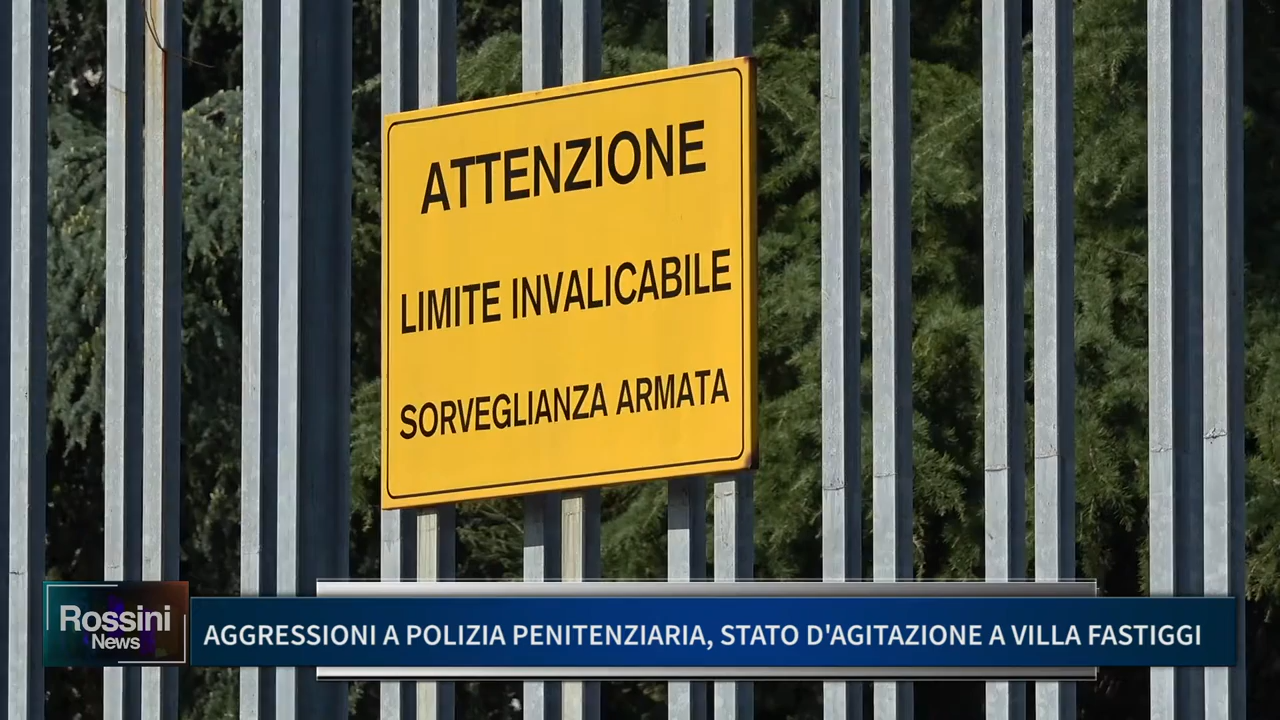 ATTENZIONE
LIMITE INVALICABILE
SORVEGLIANZA ARMATA
Rossini
News
AGGRESSIONI A POLIZIA PENITENZIARIA, STATO D'AGITAZIONE A VILLA FASTIGGI